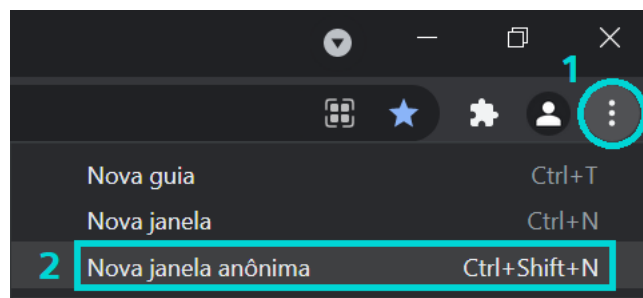 1
Nova guia Ctrl+T
Nova janela Ctrl+N
2 Nova janela anônima Ctrl+Shift+N